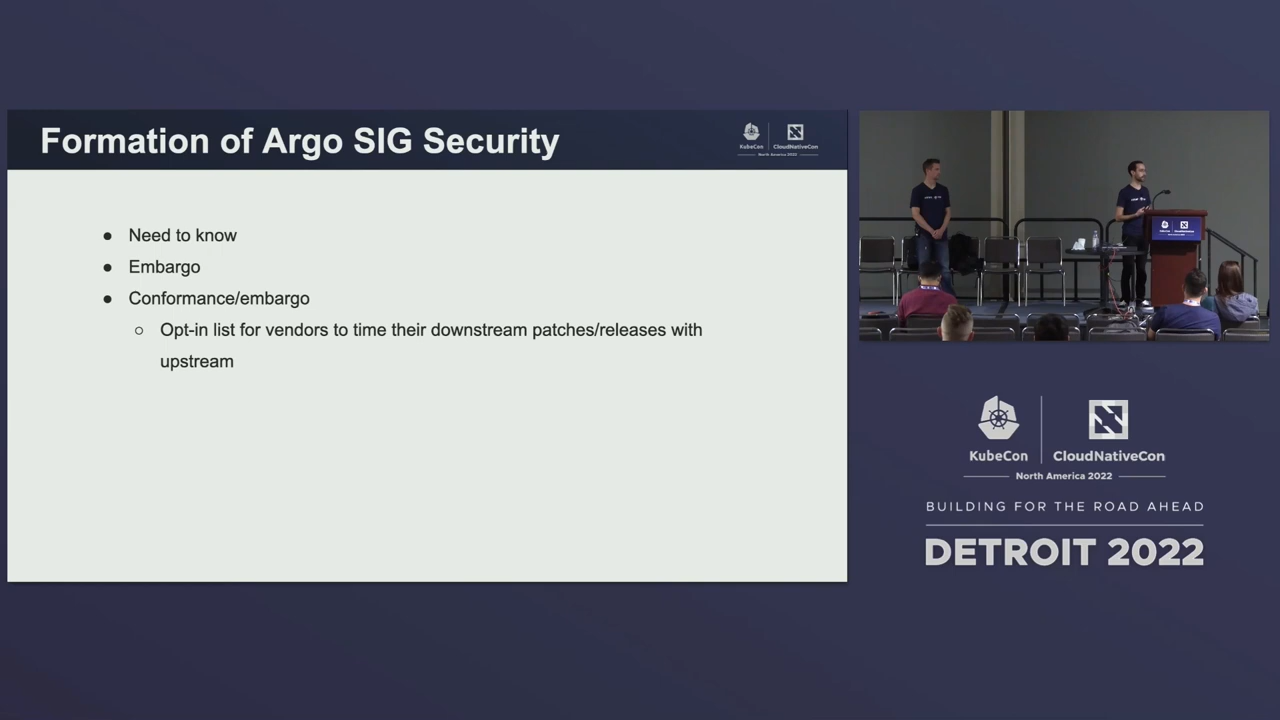 Formation of Argo SIG Security
KubeCon
CloudNativeCon
North America 2022
● Need to know
● Embargo
● Conformance/embargo
○ Opt-in list for vendors to time their downstream patches/releases with
upstream
KubeCon
CloudNativeCon
North America 2022
BUILDING FOR THE ROAD AHEAD
DETROIT 2022